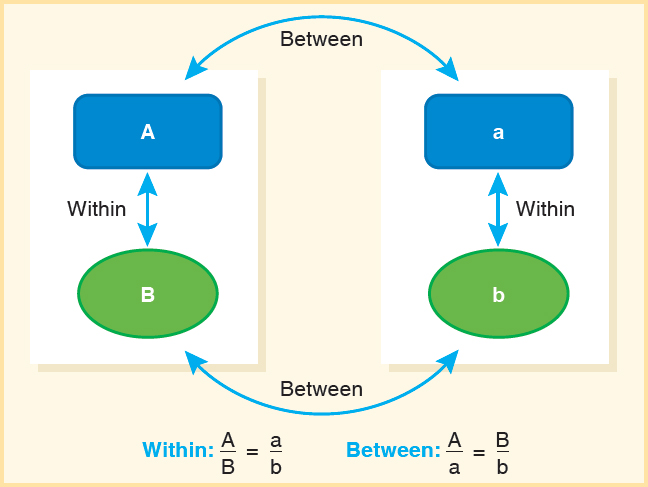 Between
A
a
Within
Within
B
b
Between
Within: A/B = a/b
Between: A/a = B/b